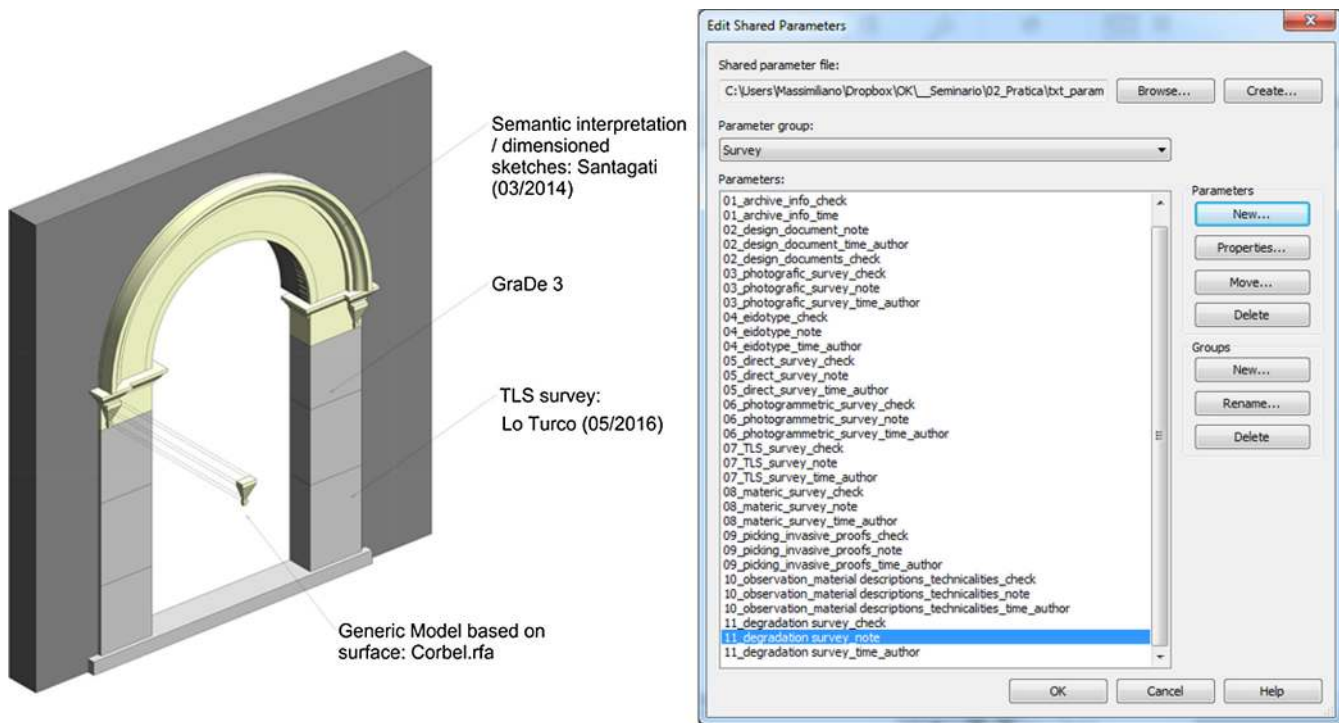 Semantic interpretation
/ dimensioned
sketches: Santagati
(03/2014)
GraDe 3
TLS survey:
Lo Turco (05/2016)
Generic Model based on
surface: Corbel.rfa
Edit Shared Parameters
Shared parameter file:
C:\Users\Massimiliano\Dropbox\OK\__Seminario\02_Pratica\txt_param
Browse...
Create...
Parameter group:
Survey
Parameters:
01_archive_info_check
01_archive_info_time
02_design_document_note
02_design_document_time_author
02_design_documents_check
03_photografic_survey_check
03_photografic_survey_note
03_photografic_survey_time_author
04_eidotype_check
04_eidotype_note
04_eidotype_time_author
05_direct_survey_check
05_direct_survey_note
05_direct_survey_time_author
06_photogrammetric_survey_check
06_photogrammetric_survey_note
06_photogrammetric_survey_time_author
07_TLS_survey_check
07_TLS_survey_note
07_TLS_survey_time_author
08_materic_survey_check
08_materic_survey_note
08_materic_survey_time_author
09_picking_invasive_proofs_check
09_picking_invasive_proofs_note
09_picking_invasive_proofs_time_author
10_observation_material descriptions_technicalities_check
10_observation_material descriptions_technicalities_note
10_observation_material descriptions_technicalities_time_author
11_degradation survey_check
11_degradation survey_note
11_degradation survey_time_author
Parameters
New...
Properties...
Move...
Delete
Groups
New...
Rename...
Delete
OK
Cancel
Help